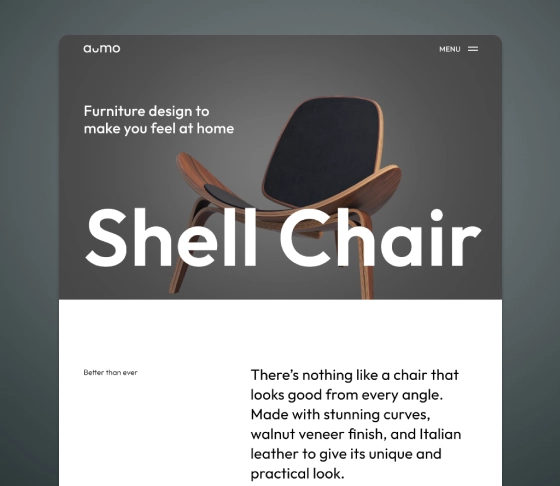 aumo
MENU
Furniture design to
make you feel at home
Shell Chair
Better than ever
There's nothing like a chair that
looks good from every angle.
Made with stunning curves,
walnut veneer finish, and Italian
leather to give its unique and
practical look.